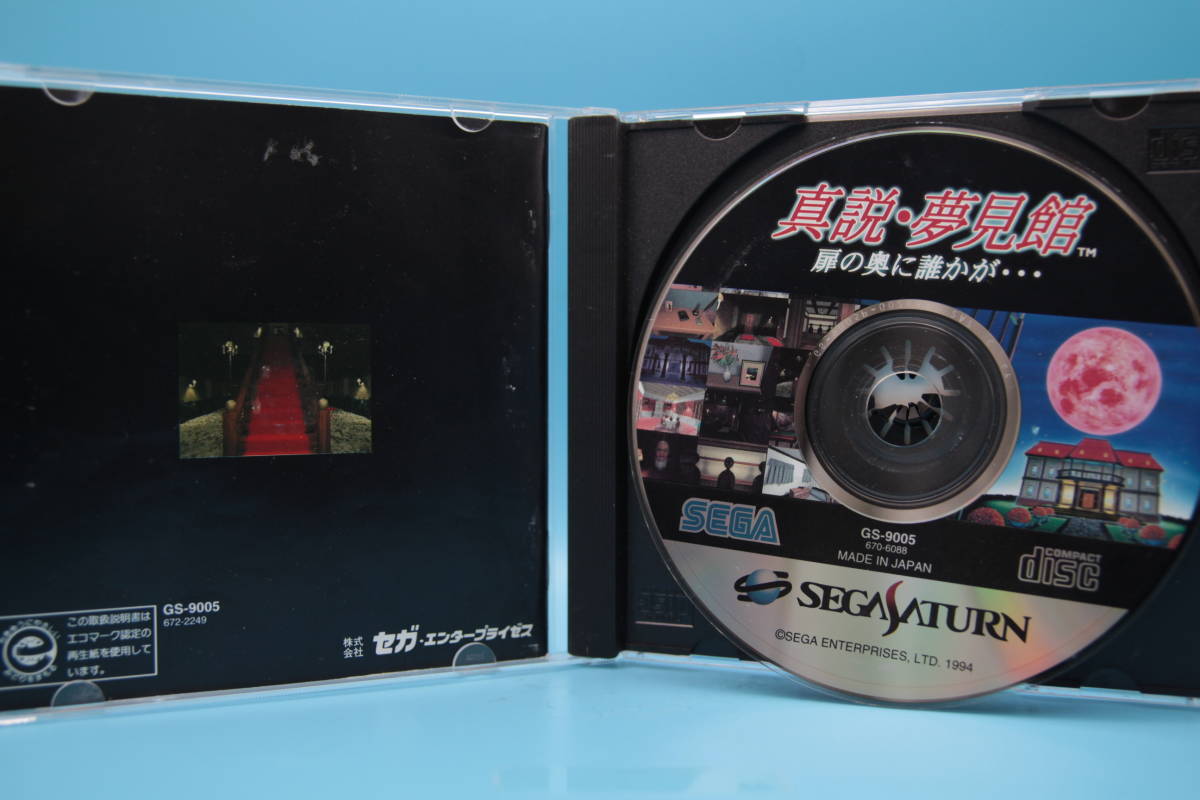 この取扱説明書は
エコマーク認定の
再生紙を使用して
います。
GS-9005
672-2249
株式
会社
セガ・エンタープライゼス
真説・夢見館™
扉の奥に誰かが・・・
SEGA
GS-9005
670-6088
MADE IN JAPAN
COMPACT
disc
SEGA SATURN
©SEGA ENTERPRISES, LTD. 1994